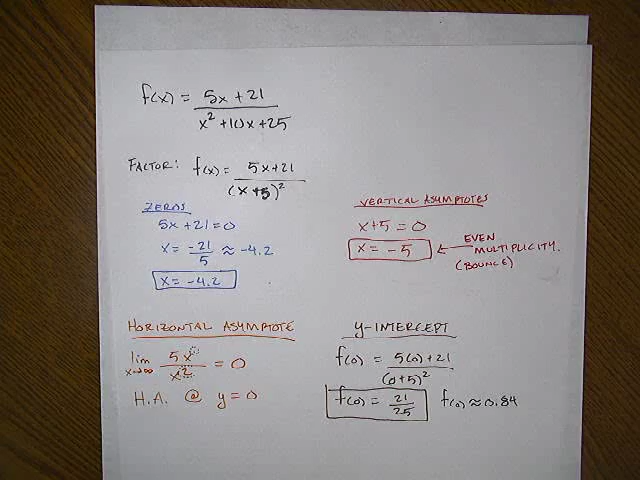 f(x) = 5x + 21 / x² + 10x + 25
FACTOR: f(x) = 5x+21 / (x+5)²
ZEROS
5x + 21 = 0
x = -21/5 ≈ -4.2
x = -4.2
VERTICAL ASYMPTOTES
x + 5 = 0
x = -5 ← EVEN MULTIPLICITY. (BOUNCE)
HORIZONTAL ASYMPTOTE
lim x→∞ 5x / x² = 0
H.A. @ y = 0
y-INTERCEPT
f(0) = 5(0) + 21 / (0+5)²
f(0) = 21/25 f(0) ≈ 0.84